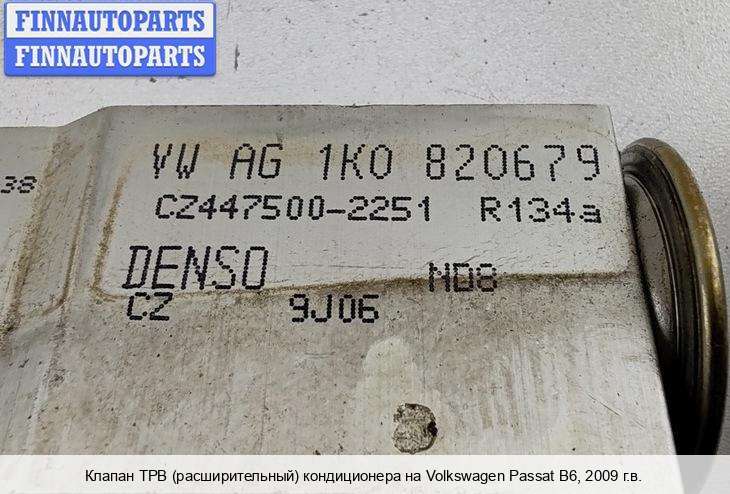 FINNAUTOPARTS
FINNAUTOPARTS
VW AG 1K0 820679
38
CZ447500-2251 R134a
DENSO ND8
CZ 9J06
Клапан ТРВ (расширительный) кондиционера на Volkswagen Passat B6, 2009 г.в.